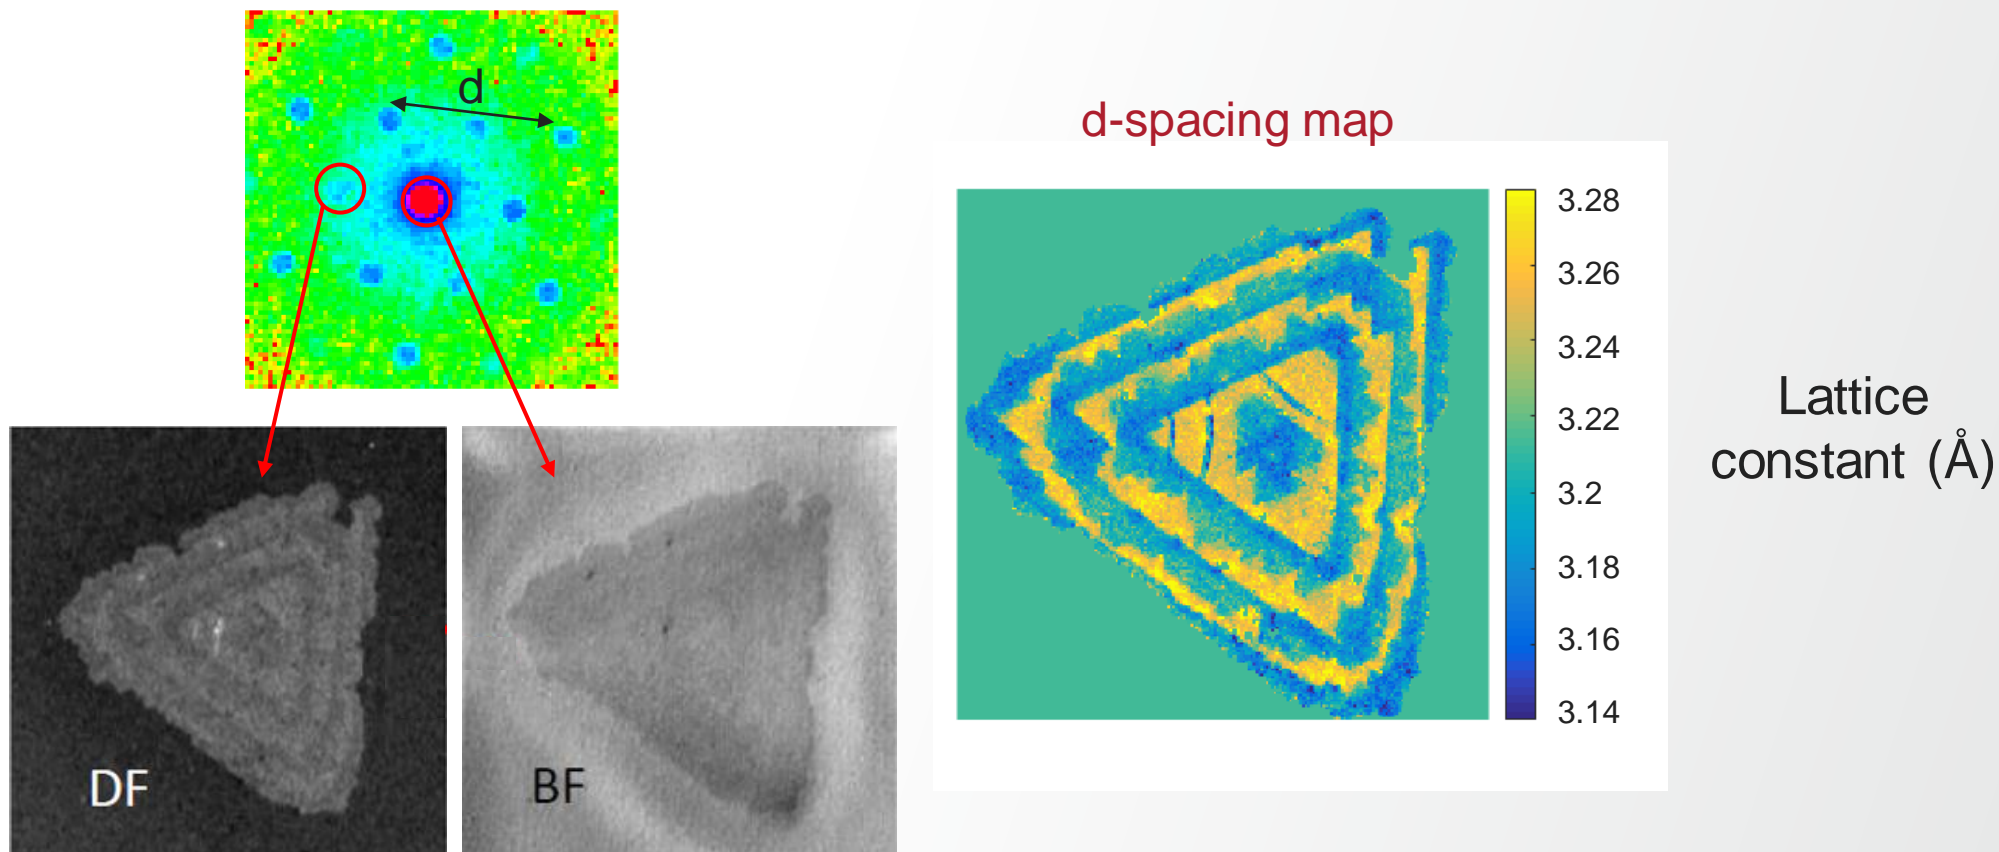 d
d-spacing map
3.28
3.26
3.24
3.22
3.2
3.18
3.16
3.14
Lattice
constant (Å)
DF
BF